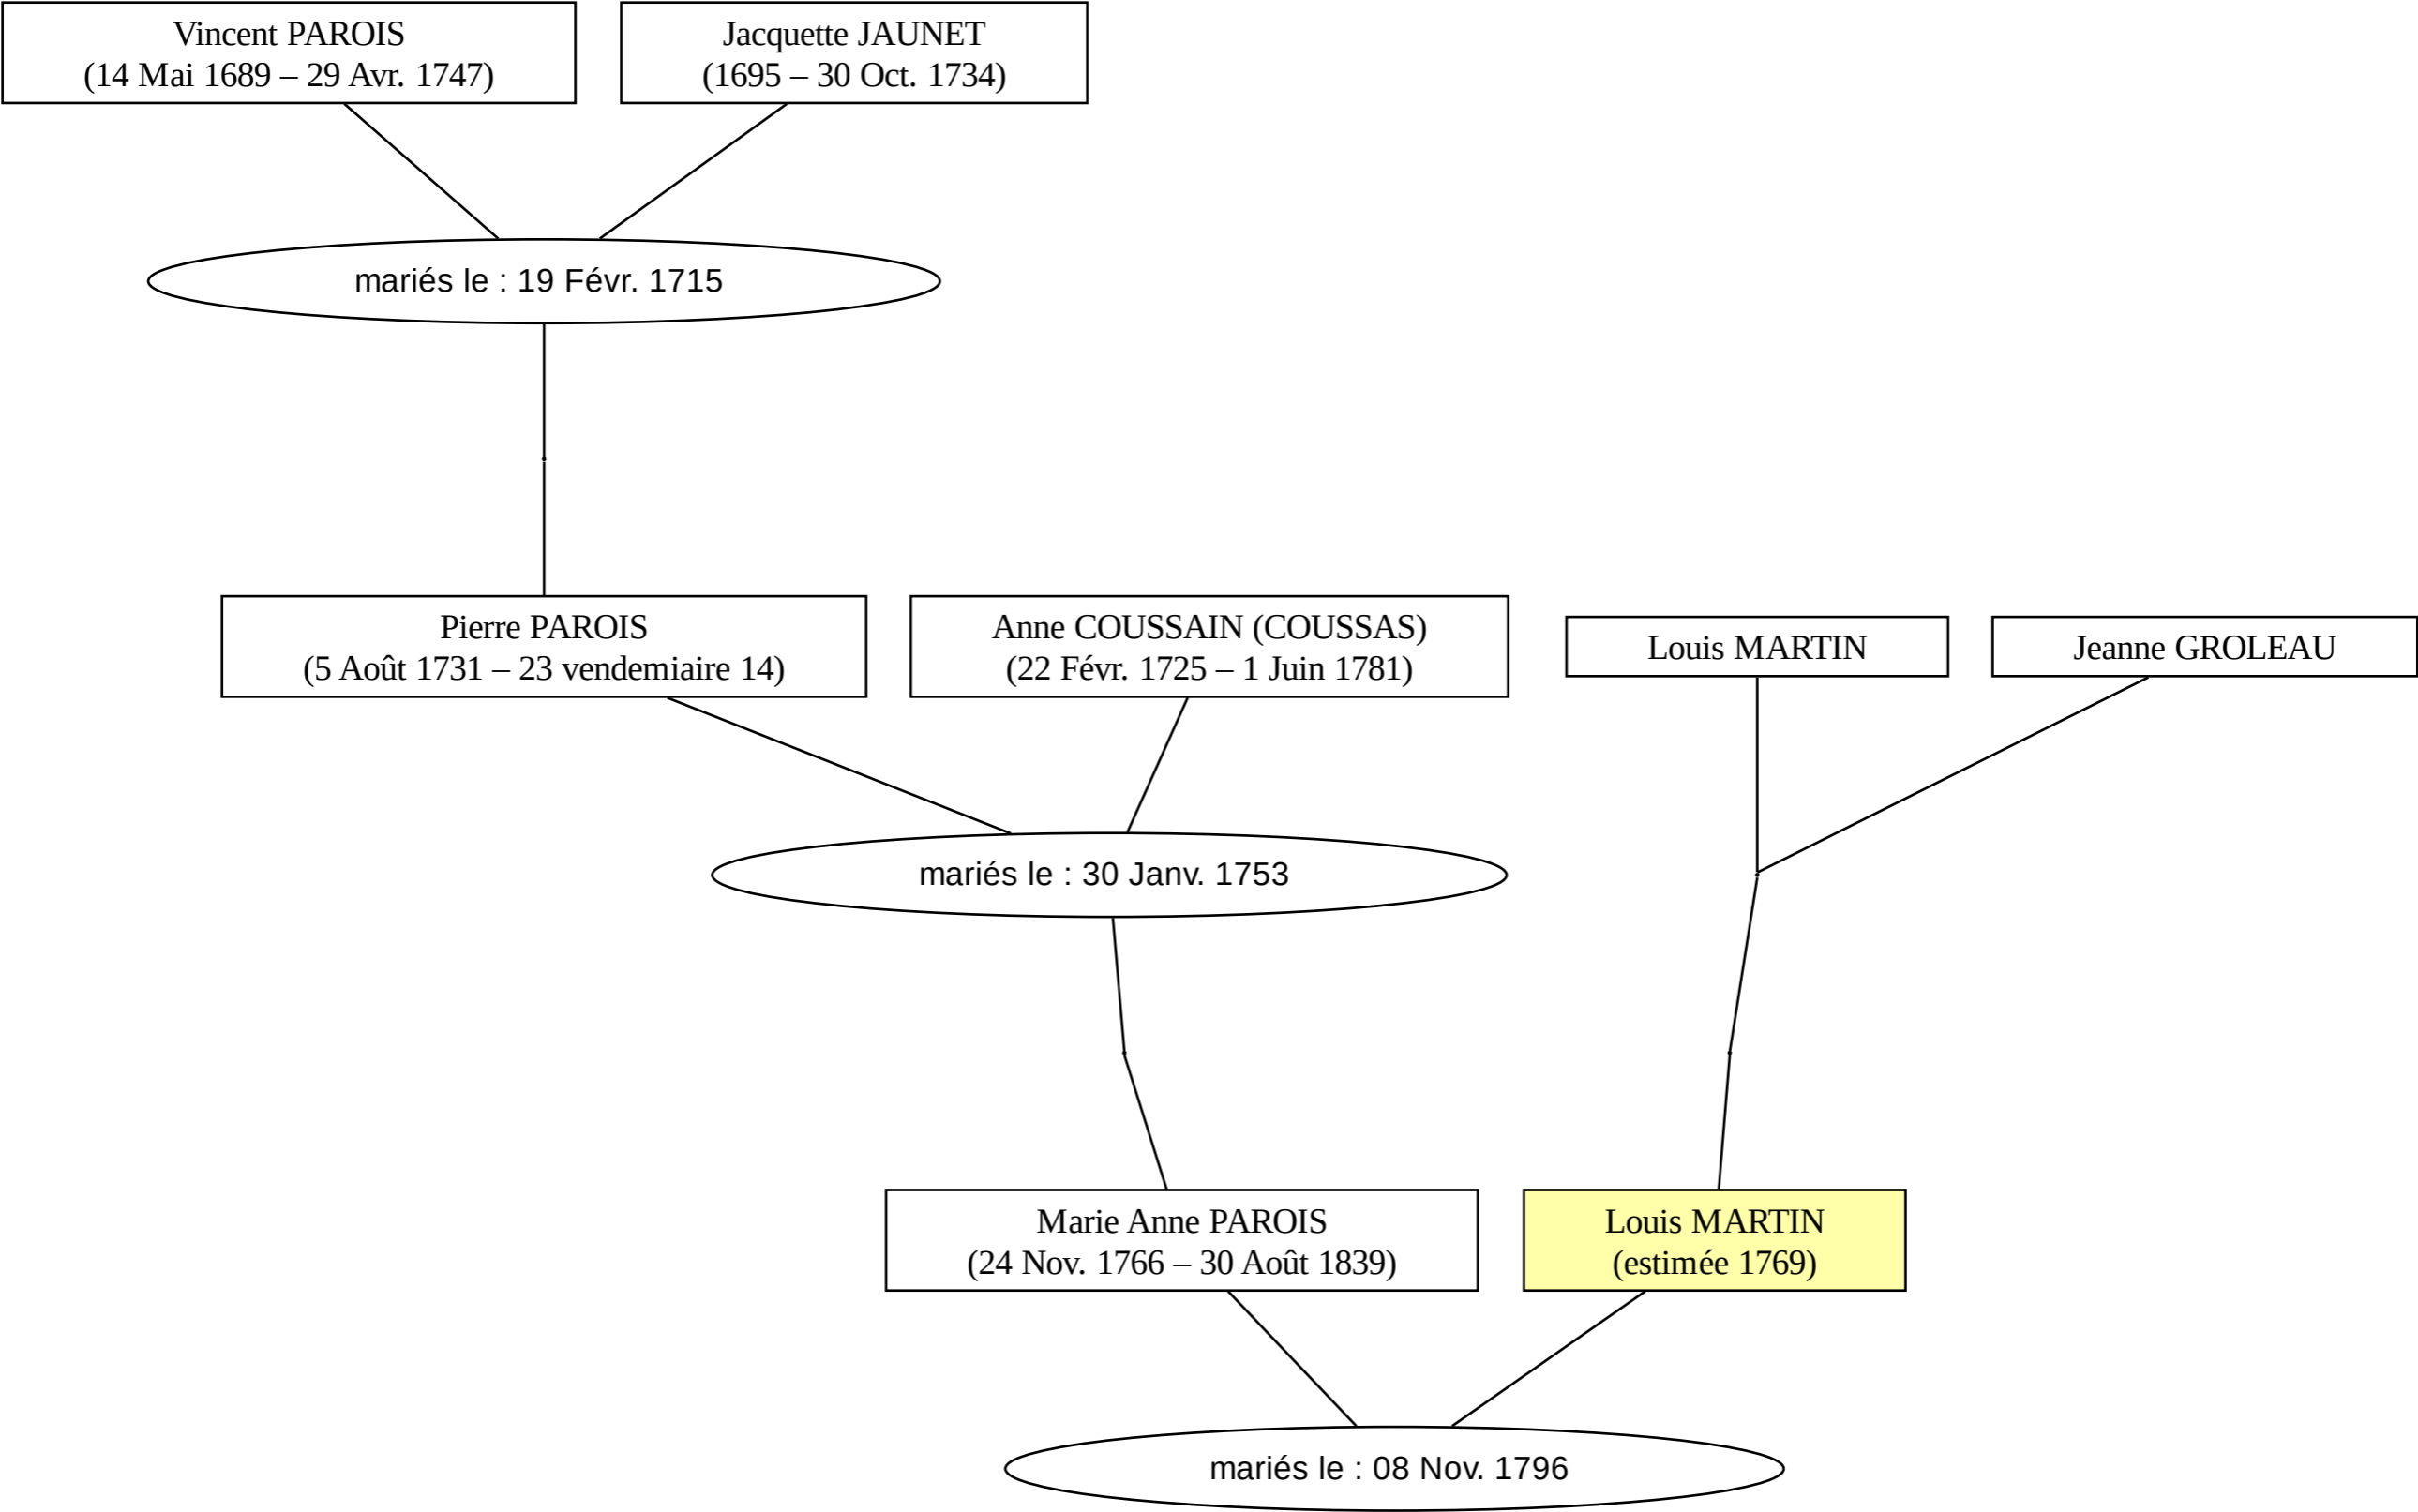 Vincent PAROIS
(14 Mai 1689 – 29 Avr. 1747)
Jacquette JAUNET
(1695 – 30 Oct. 1734)
mariés le : 19 Févr. 1715
Pierre PAROIS
(5 Août 1731 – 23 vendemiaire 14)
Anne COUSSAIN (COUSSAS)
(22 Févr. 1725 – 1 Juin 1781)
Louis MARTIN
Jeanne GROLEAU
mariés le : 30 Janv. 1753
Marie Anne PAROIS
(24 Nov. 1766 – 30 Août 1839)
Louis MARTIN
(estimée 1769)
mariés le : 08 Nov. 1796